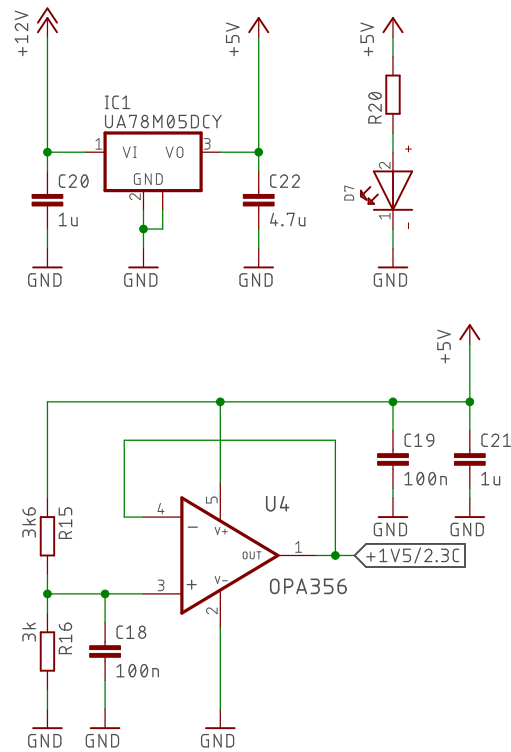 +12V
+5V
+5V
IC1
UA78M05DCY
1
VI
VO
3
GND
2
C20
1u
C22
4.7u
R20
2
+
D7
1
-
GND
GND
GND
GND
+5V
C19
100n
C21
1u
GND
GND
3k6
R15
4
-
5
V+
U4
OUT
1
+1V5/2.3C
3
+
V-
2
OPA356
3k
R16
C18
100n
GND
GND
GND